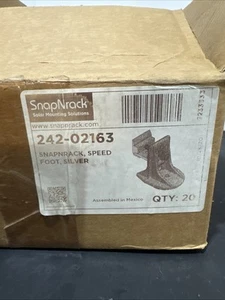 SnapNrack
Solar Mounting Solutions
www.snapnrack.com
242-02163
SNAPNRACK, SPEED
FOOT, SILVER
Assembled in Mexico
QTY: 20